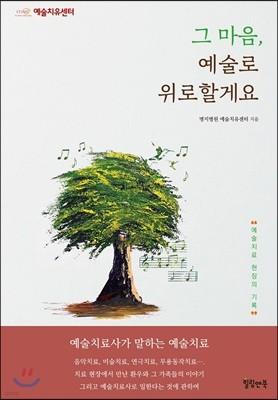 예술치유센터
그 마음,
예술로
위로할게요
명지병원 예술치유센터 지음
"예술치료 현장의 기록"
예술치료사가 말하는 예술치료
음악치료, 미술치료, 연극치료, 무용동작치료….
치료 현장에서 만난 환우와 그 가족들의 이야기
그리고 예술치료사로 일한다는 것에 관하여
힐링앤북